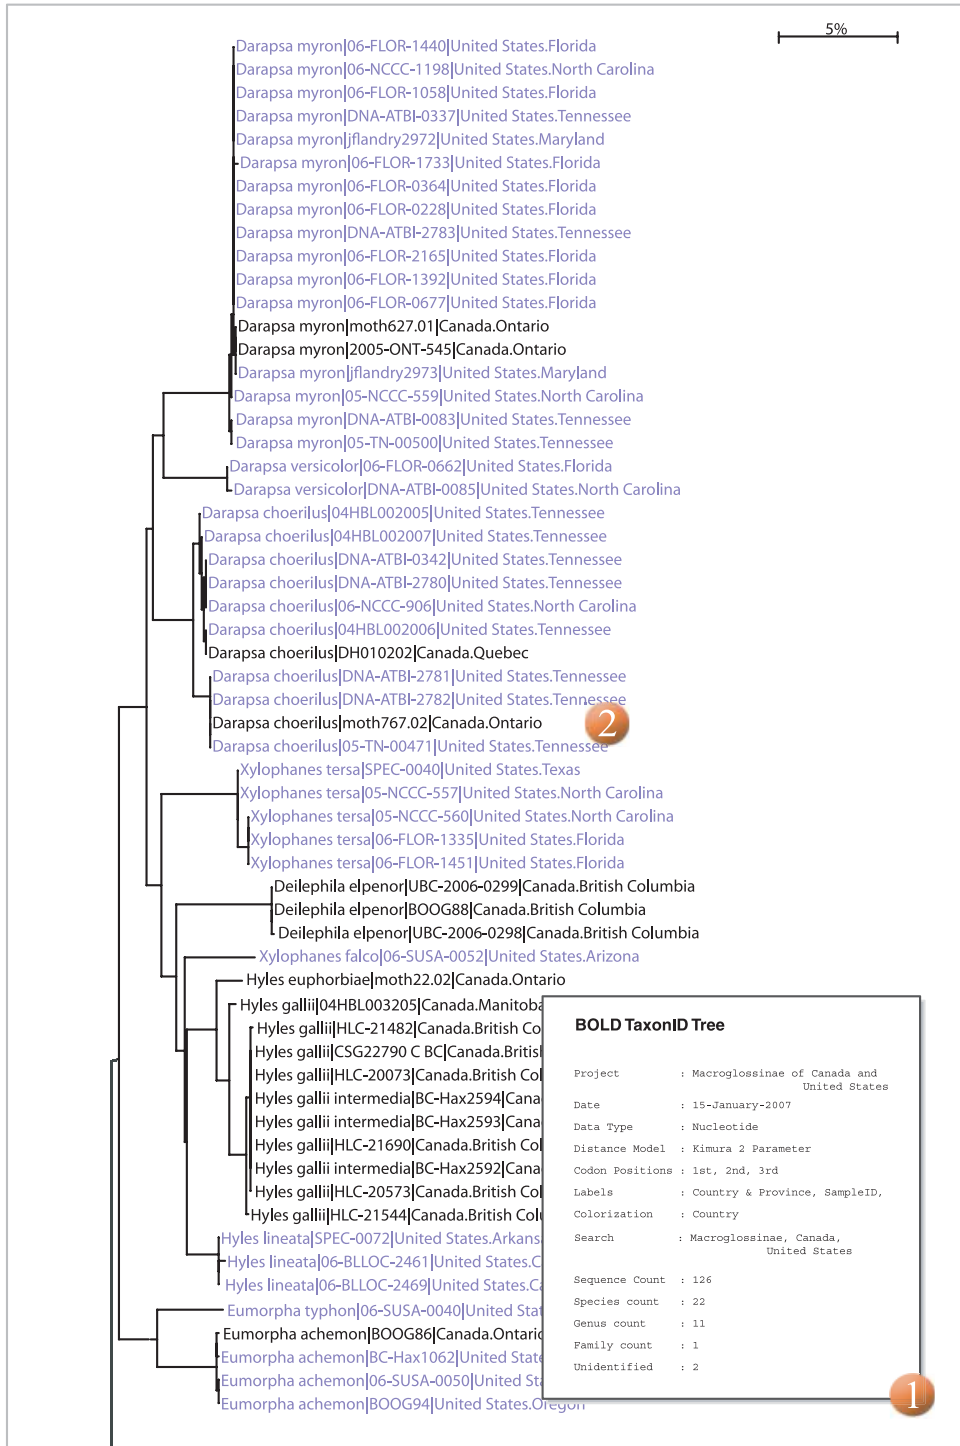 5%
Darapsa myron|06-FLOR-1440|United States.Florida
Darapsa myron|06-NCCC-1198|United States.North Carolina
Darapsa myron|06-FLOR-1058|United States.Florida
Darapsa myron|DNA-ATBI-0337|United States.Tennessee
Darapsa myron|jflandry2972|United States.Maryland
Darapsa myron|06-FLOR-1733|United States.Florida
Darapsa myron|06-FLOR-0364|United States.Florida
Darapsa myron|06-FLOR-0228|United States.Florida
Darapsa myron|DNA-ATBI-2783|United States.Tennessee
Darapsa myron|06-FLOR-2165|United States.Florida
Darapsa myron|06-FLOR-1392|United States.Florida
Darapsa myron|06-FLOR-0677|United States.Florida
Darapsa myron|moth627.01|Canada.Ontario
Darapsa myron|2005-ONT-545|Canada.Ontario
Darapsa myron|jflandry2973|United States.Maryland
Darapsa myron|05-NCCC-559|United States.North Carolina
Darapsa myron|DNA-ATBI-0083|United States.Tennessee
Darapsa myron|05-TN-00500|United States.Tennessee
Darapsa versicolor|06-FLOR-0662|United States.Florida
Darapsa versicolor|DNA-ATBI-0085|United States.North Carolina
Darapsa choerilus|04HBL002005|United States.Tennessee
Darapsa choerilus|04HBL002007|United States.Tennessee
Darapsa choerilus|DNA-ATBI-0342|United States.Tennessee
Darapsa choerilus|DNA-ATBI-2780|United States.Tennessee
Darapsa choerilus|06-NCCC-906|United States.North Carolina
Darapsa choerilus|04HBL002006|United States.Tennessee
Darapsa choerilus|DH010202|Canada.Quebec
Darapsa choerilus|DNA-ATBI-2781|United States.Tennessee
Darapsa choerilus|DNA-ATBI-2782|United States.Tennessee
Darapsa choerilus|moth767.02|Canada.Ontario
2
Darapsa choerilus|05-TN-00471|United States.Tennessee
Xylophanes tersa|SPEC-0040|United States.Texas
Xylophanes tersa|05-NCCC-557|United States.North Carolina
Xylophanes tersa|05-NCCC-560|United States.North Carolina
Xylophanes tersa|06-FLOR-1335|United States.Florida
Xylophanes tersa|06-FLOR-1451|United States.Florida
Deilephila elpenor|UBC-2006-0299|Canada.British Columbia
Deilephila elpenor|BOOG88|Canada.British Columbia
Deilephila elpenor|UBC-2006-0298|Canada.British Columbia
Xylophanes falco|06-SUSA-0052|United States.Arizona
Hyles euphorbiae|moth22.02|Canada.Ontario
Hyles gallii|04HBL003205|Canada.Manitoba
Hyles gallii|HLC-21482|Canada.British Co
Hyles gallii|CSG22790 C BC|Canada.Britis
Hyles gallii|HLC-20073|Canada.British Col
Hyles gallii intermedia|BC-Hax2594|Cana
Hyles gallii intermedia|BC-Hax2593|Cana
Hyles gallii|HLC-21690|Canada.British Col
Hyles gallii intermedia|BC-Hax2592|Cana
Hyles gallii|HLC-20573|Canada.British Col
Hyles gallii|HLC-21544|Canada.British Col
Hyles lineata|SPEC-0072|United States.Arkans
Hyles lineata|06-BLLOC-2461|United States.C
Hyles lineata|06-BLLOC-2469|United States.C
Eumorpha typhon|06-SUSA-0040|United Stat
Eumorpha achemon|BOOG86|Canada.Ontario
Eumorpha achemon|BC-Hax1062|United State
Eumorpha achemon|06-SUSA-0050|United St
Eumorpha achemon|BOOG94|United States.Oregon
BOLD TaxonID Tree
Project : Macroglossinae of Canada and
United States
Date : 15-January-2007
Data Type : Nucleotide
Distance Model : Kimura 2 Parameter
Codon Positions : 1st, 2nd, 3rd
Labels : Country & Province, SampleID,
Colorization : Country
Search : Macroglossinae, Canada,
United States
Sequence Count : 126
Species count : 22
Genus count : 11
Family count : 1
Unidentified : 2
1